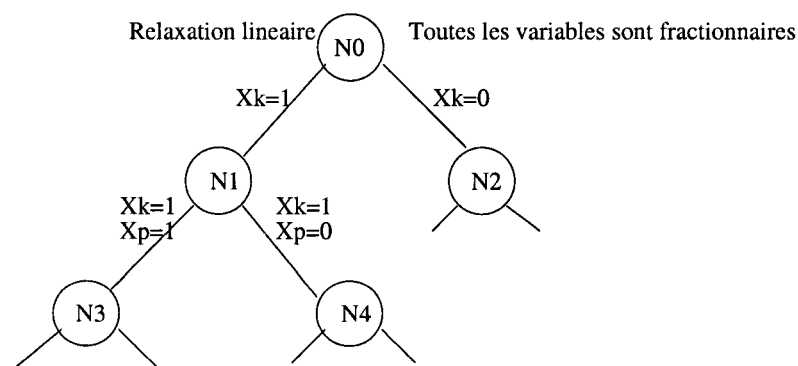 Relaxation lineaire
N0
Toutes les variables sont fractionnaires
Xk=1
Xk=0
N1
N2
Xk=1
Xp=1
Xk=1
Xp=0
N3
N4